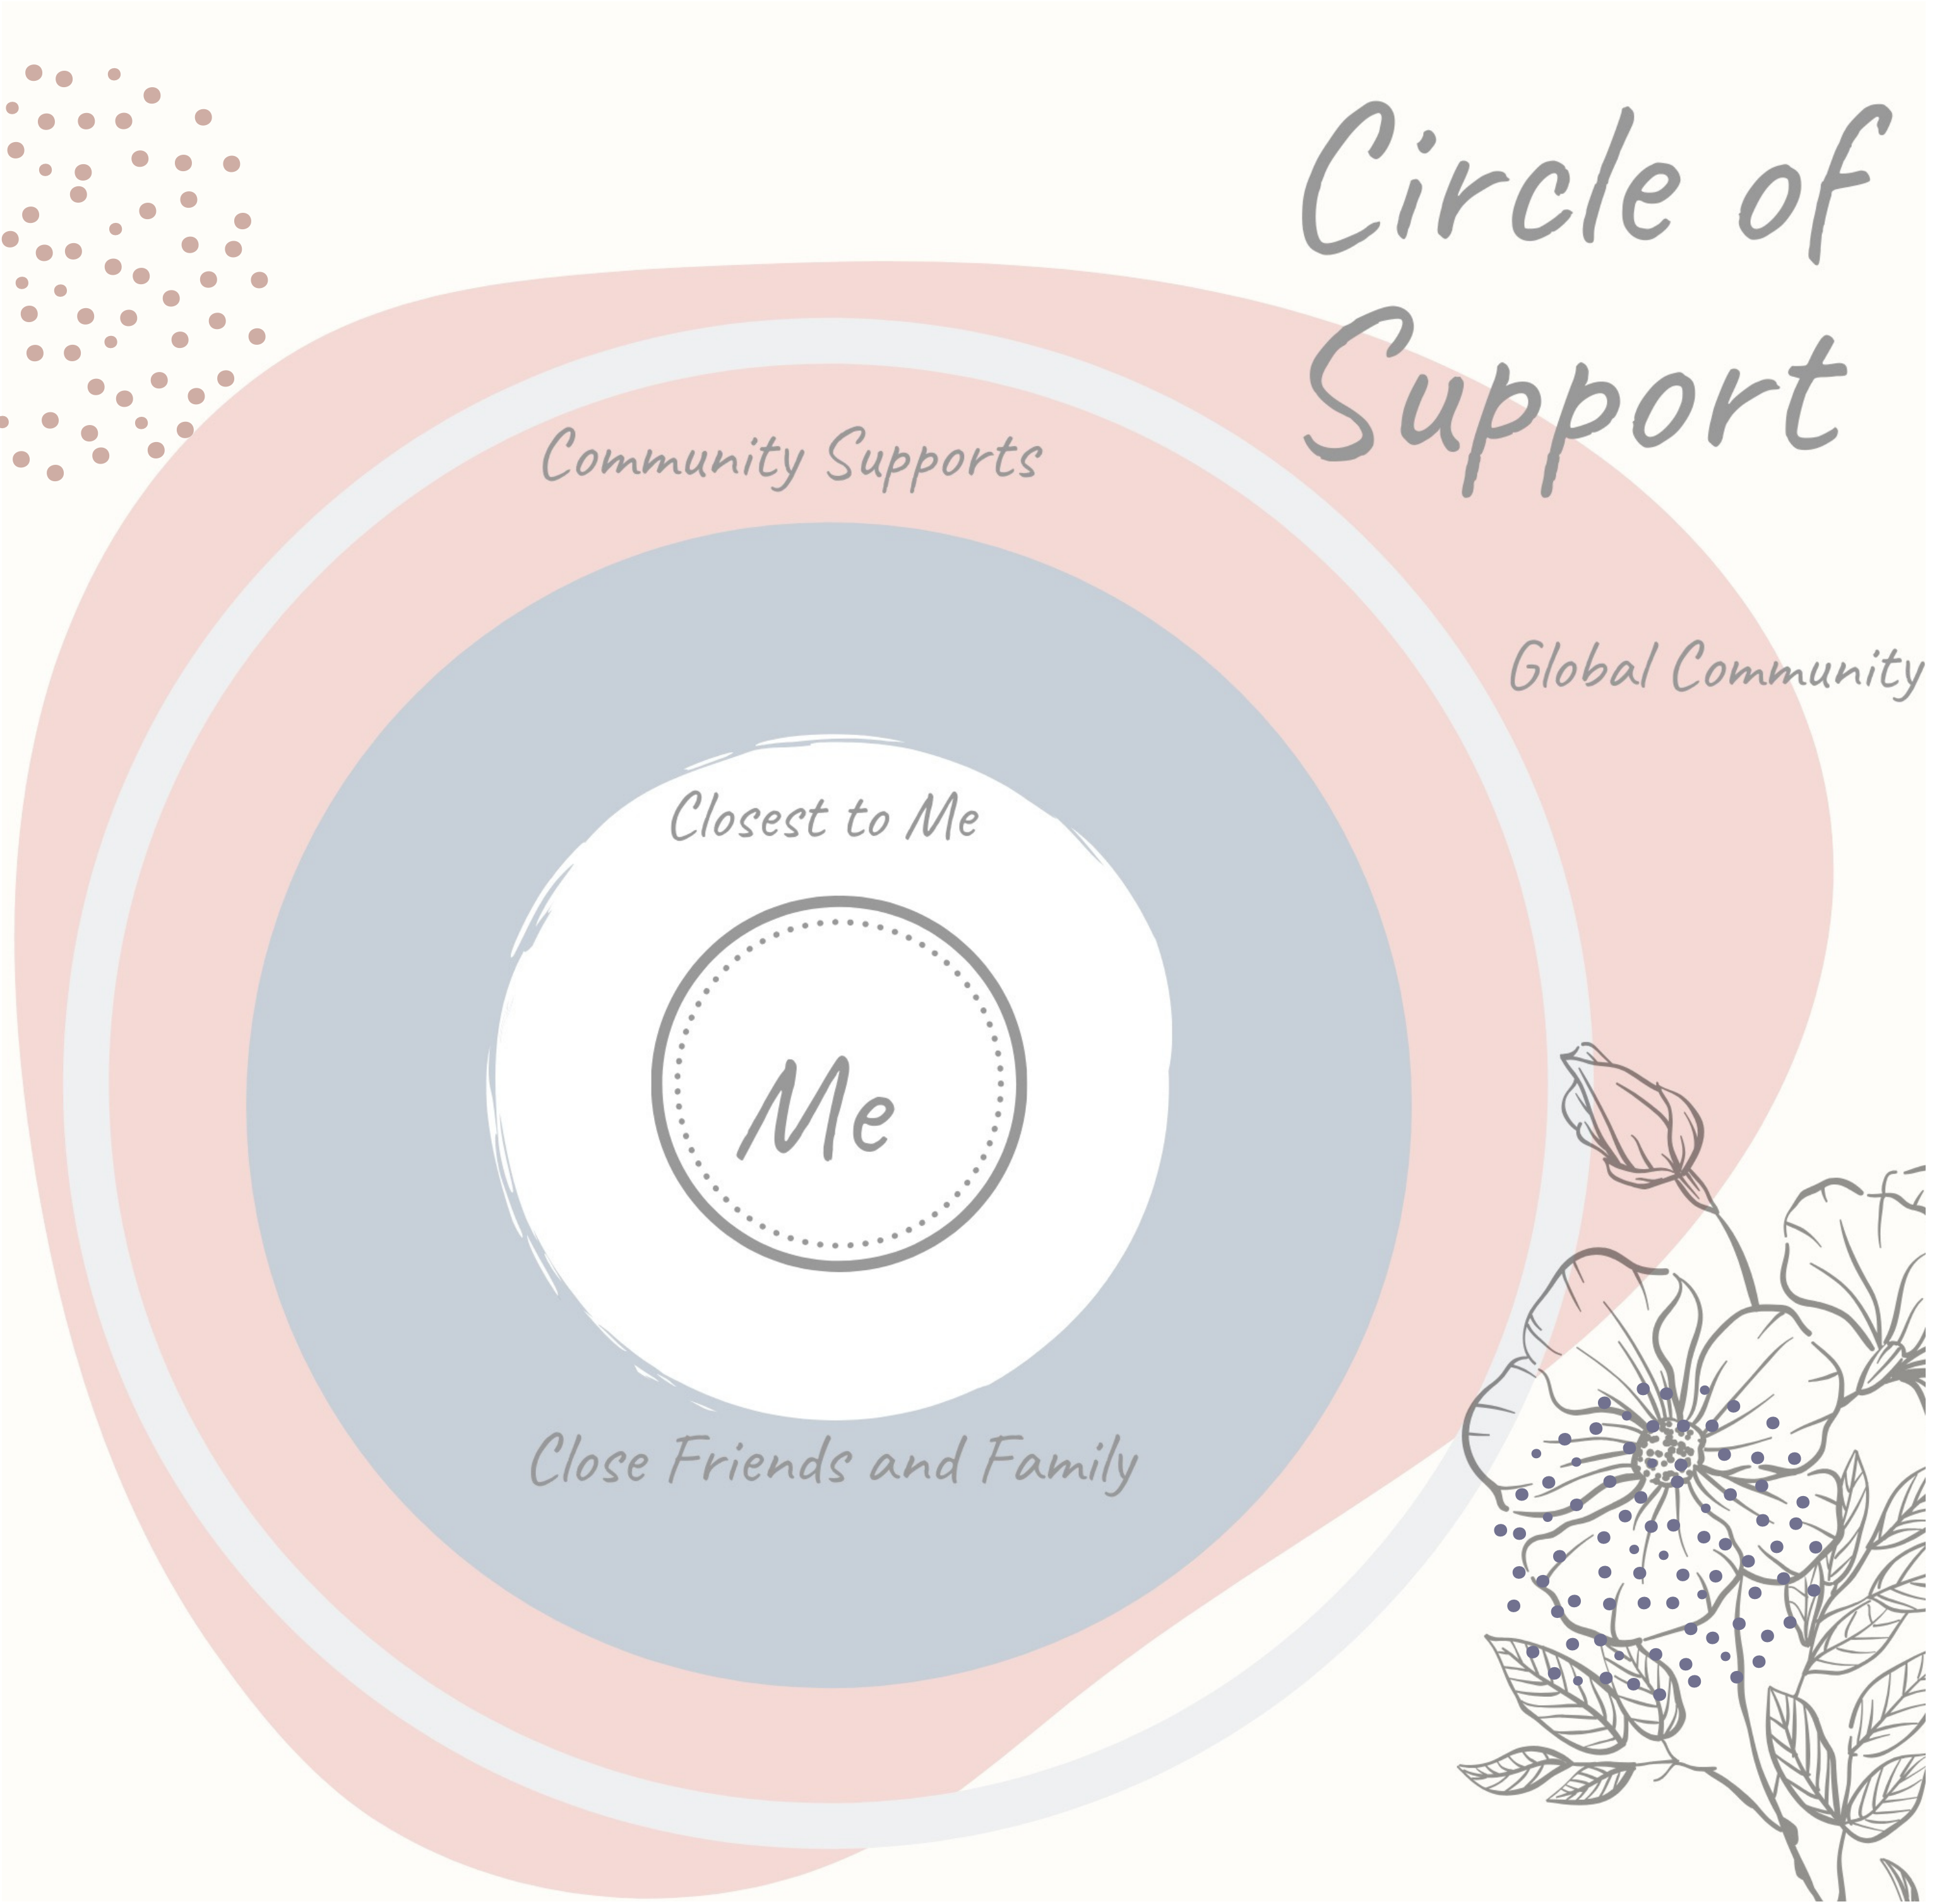 Circle of
Support
Community Supports
Global Community
Closest to Me
Me
Close Friends and Family